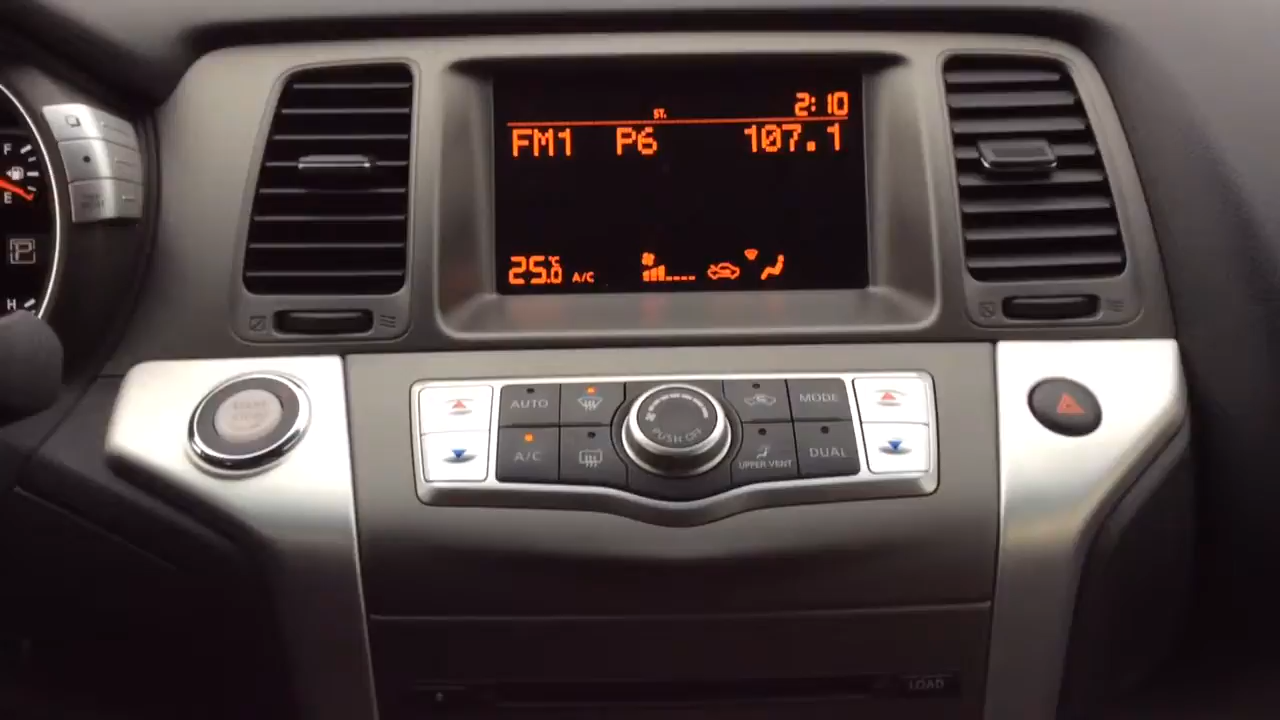 2:10
ST.
FM1 P6 107.1
25.0°C A/C
F
E
P
H
AUTO
MODE
PUSH OFF
A/C
UPPER VENT
DUAL
LOAD